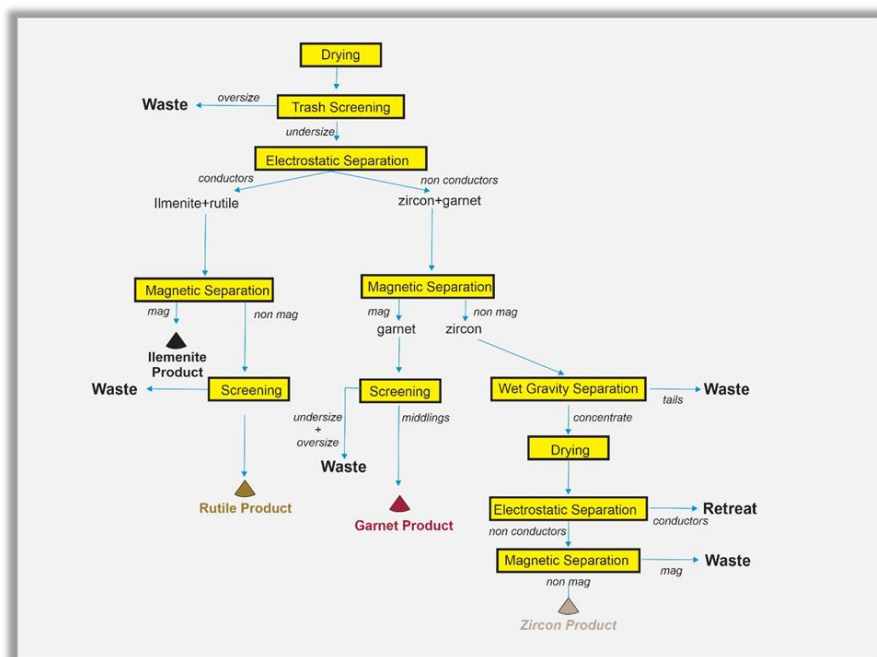 Drying
Waste
oversize
Trash Screening
undersize
Electrostatic Separation
conductors
non conductors
Ilmenite+rutile
zircon+garnet
Magnetic Separation
Magnetic Separation
mag
non mag
mag
non mag
garnet
zircon
Ilemenite
Product
Waste
Screening
Screening
Wet Gravity Separation
Waste
tails
undersize
+
oversize
middlings
concentrate
Waste
Drying
Rutile Product
Garnet Product
Electrostatic Separation
Retreat
conductors
non conductors
Magnetic Separation
Waste
mag
non mag
Zircon Product